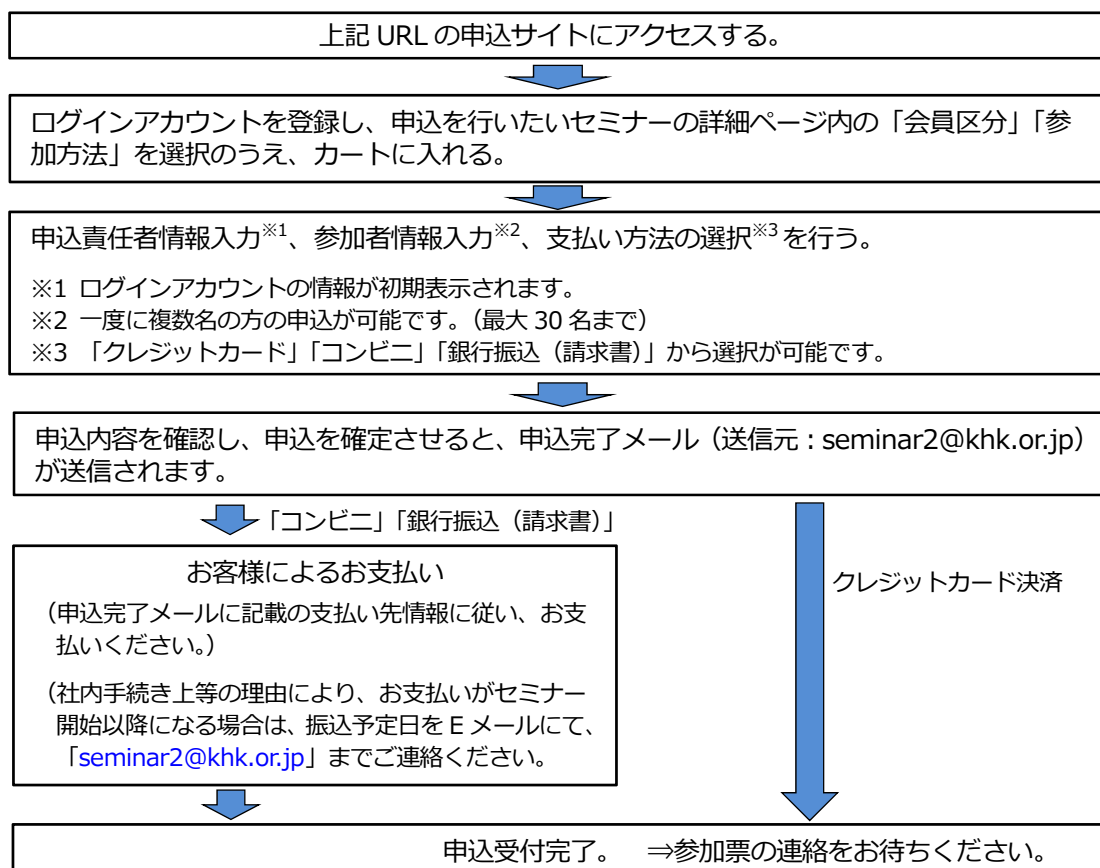 上記 URL の申込サイトにアクセスする。
ログインアカウントを登録し、申込を行いたいセミナーの詳細ページ内の「会員区分」「参
加方法」を選択のうえ、カートに入れる。
申込責任者情報入力※1、参加者情報入力※2、支払い方法の選択※3 を行う。
※1 ログインアカウントの情報が初期表示されます。
※2 一度に複数名の方の申込が可能です。（最大 30 名まで）
※3 「クレジットカード」「コンビニ」「銀行振込（請求書）」から選択が可能です。
申込内容を確認し、申込を確定させると、申込完了メール（送信元：seminar2@khk.or.jp）
が送信されます。
「コンビニ」「銀行振込（請求書）」
お客様によるお支払い
（申込完了メールに記載の支払い先情報に従い、お支
払いください。）
（社内手続き上等の理由により、お支払いがセミナー
開始以降になる場合は、振込予定日を E メールにて、
「seminar2@khk.or.jp」までご連絡ください。
クレジットカード決済
申込受付完了。　⇒参加票の連絡をお待ちください。